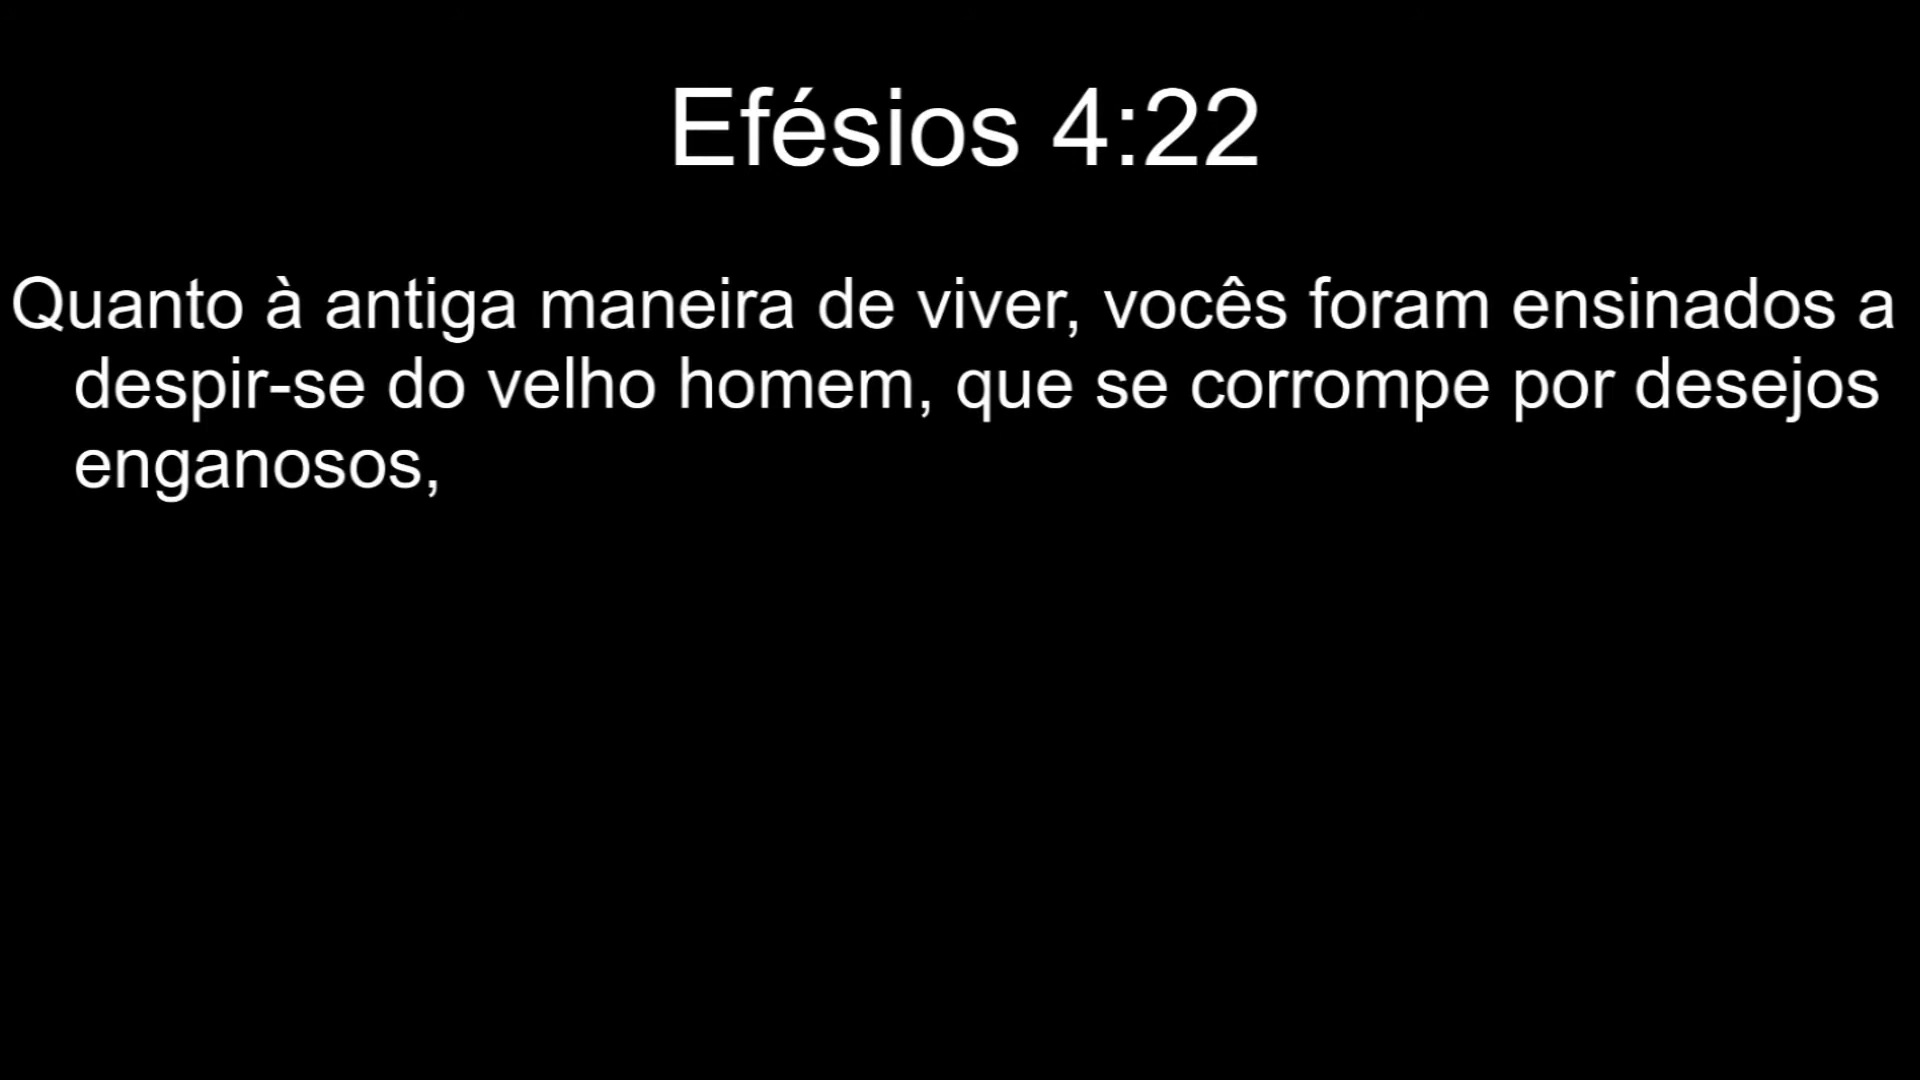 Efésios 4:22
Quanto à antiga maneira de viver, vocês foram ensinados a
despir-se do velho homem, que se corrompe por desejos
enganosos,